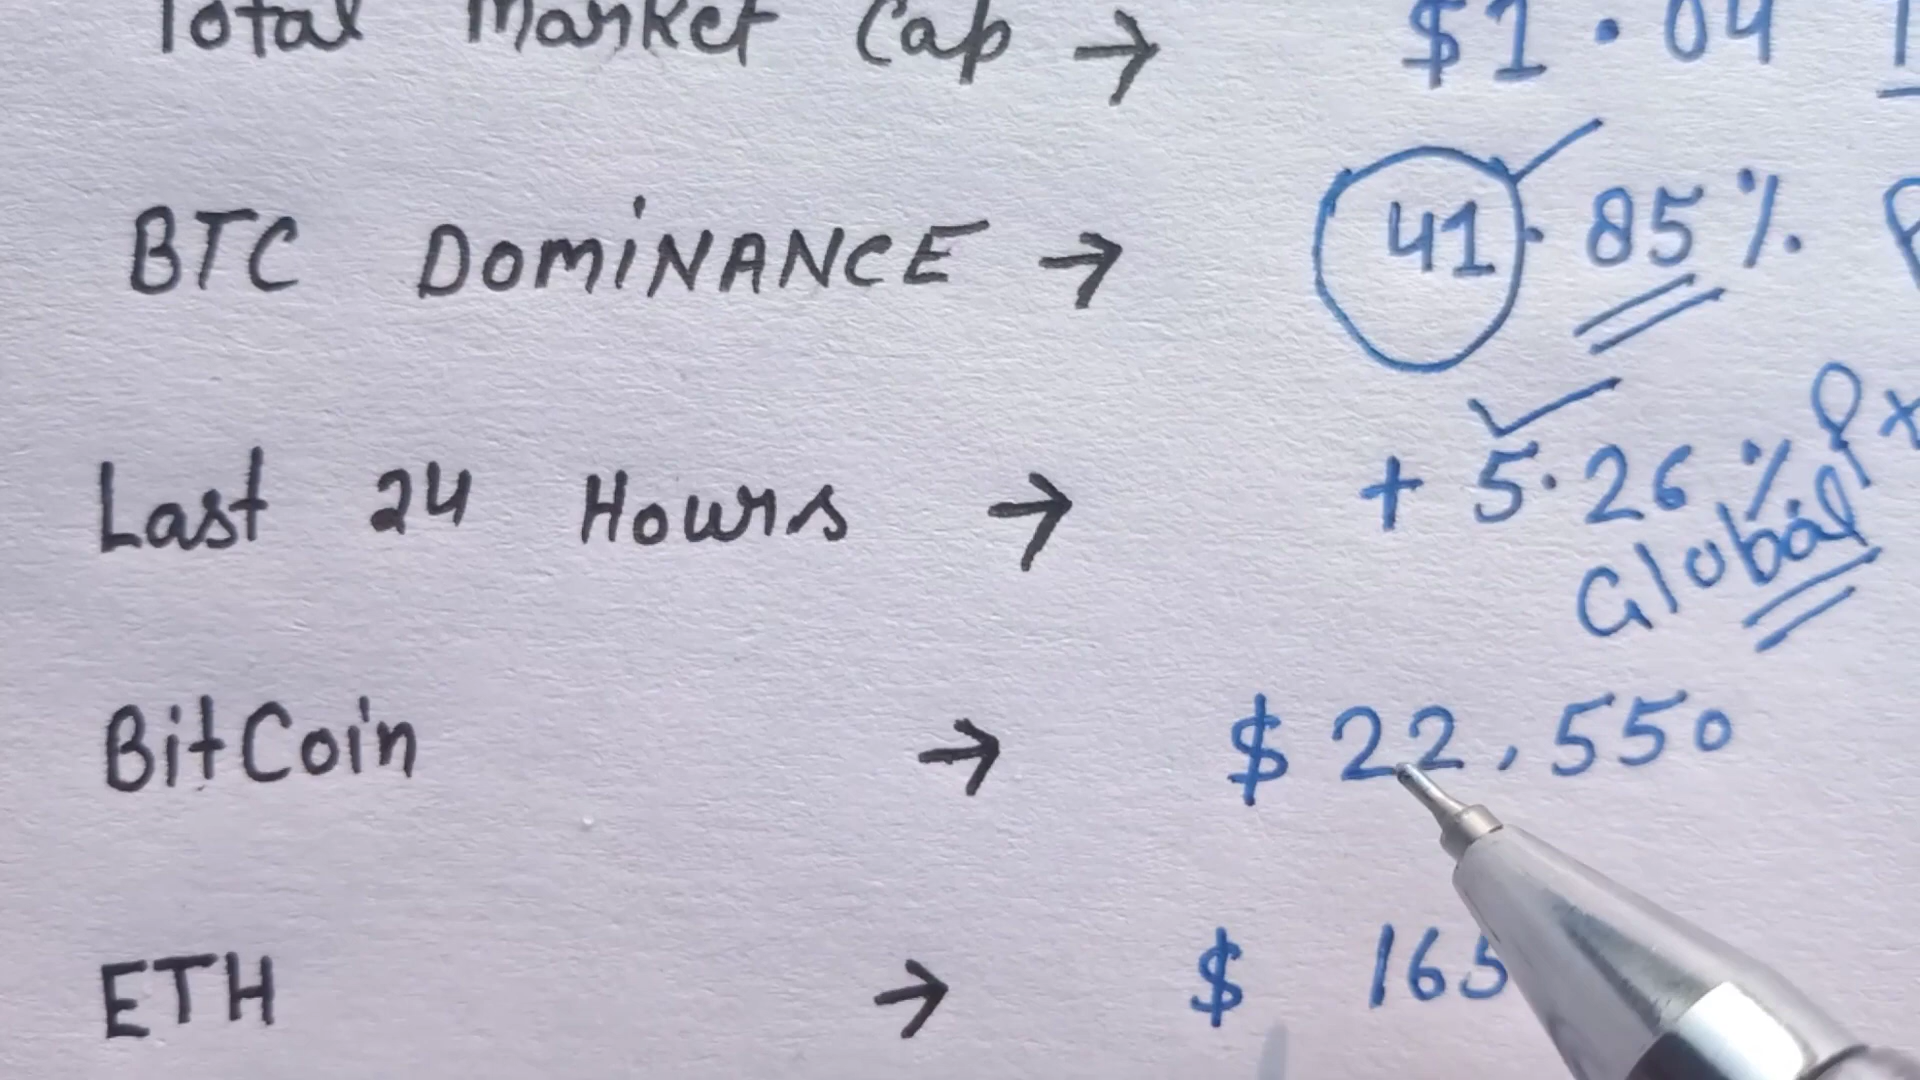 Total Market Cap → $1.04
BTC DOMINANCE → 41.85%.
Last 24 Hours → + 5.26%
Global
BitCoin → $22,550
ETH → $ 165